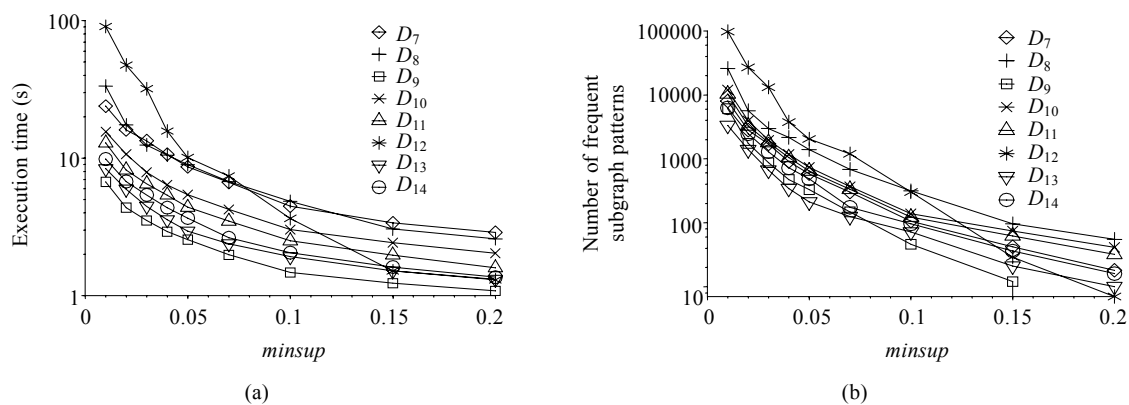 100
10
1
Execution time (s)
0
0.05
0.1
0.15
0.2
minsup
(a)
D7
D8
D9
D10
D11
D12
D13
D14
100000
10000
1000
100
10
Number of frequent
subgraph patterns
0
0.05
0.1
0.15
0.2
minsup
(b)
D7
D8
D9
D10
D11
D12
D13
D14